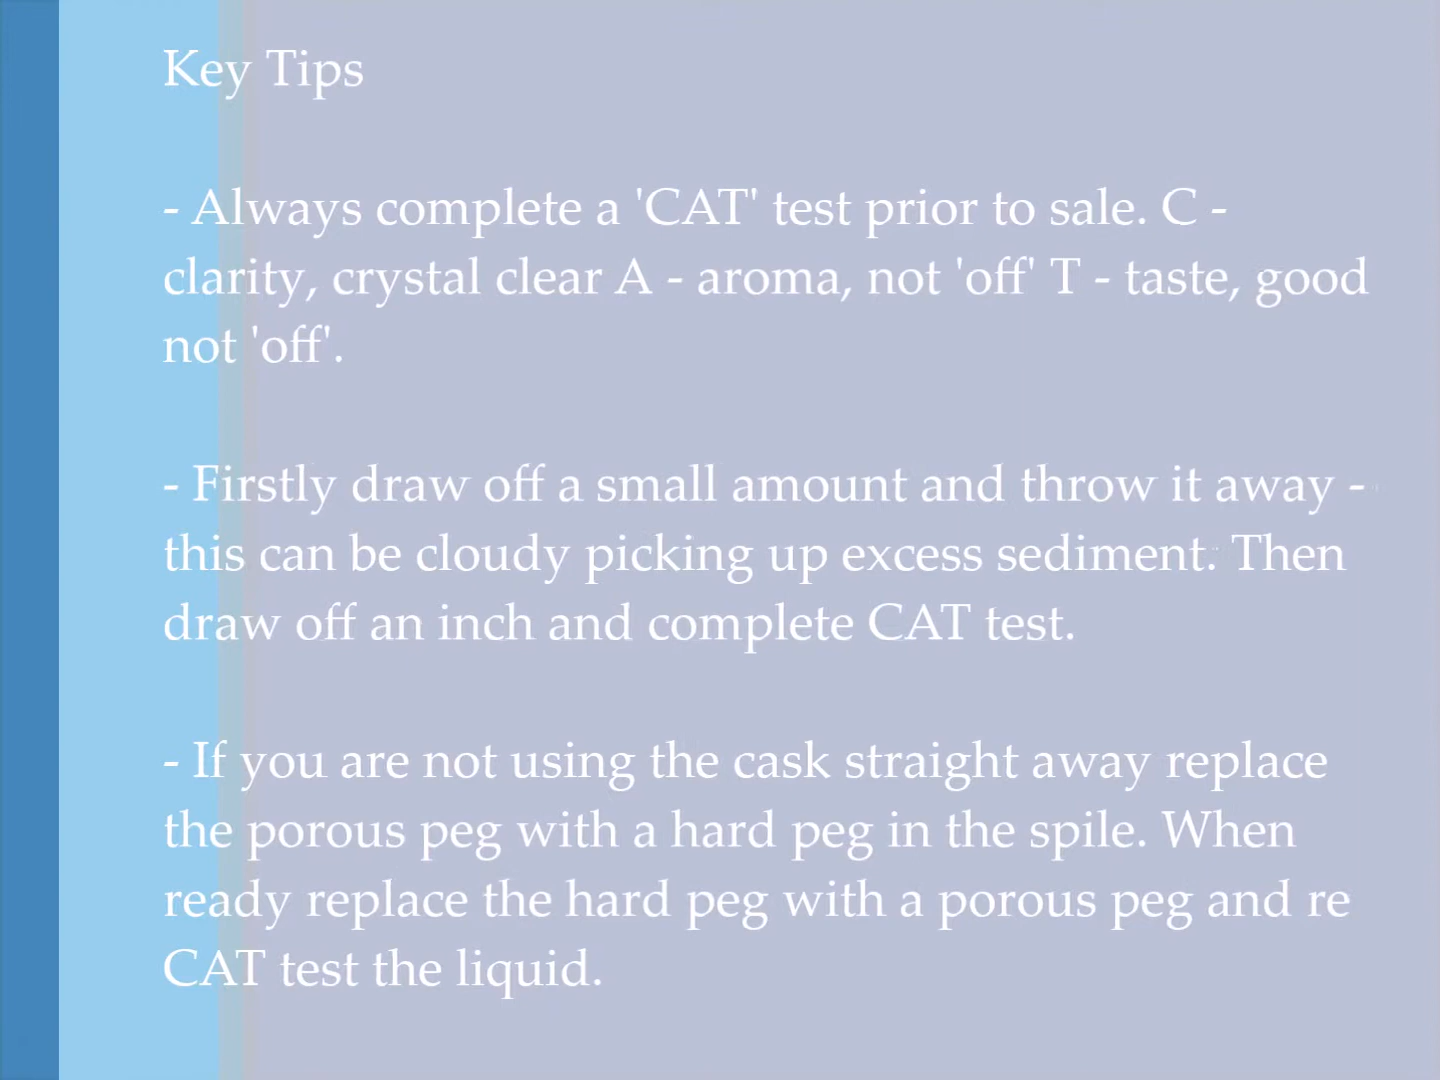 Key Tips
- Always complete a 'CAT' test prior to sale. C -
clarity, crystal clear A - aroma, not 'off' T - taste, good
not 'off'.
- Firstly draw off a small amount and throw it away -
this can be cloudy picking up excess sediment. Then
draw off an inch and complete CAT test.
- If you are not using the cask straight away replace
the porous peg with a hard peg in the spile. When
ready replace the hard peg with a porous peg and re
CAT test the liquid.